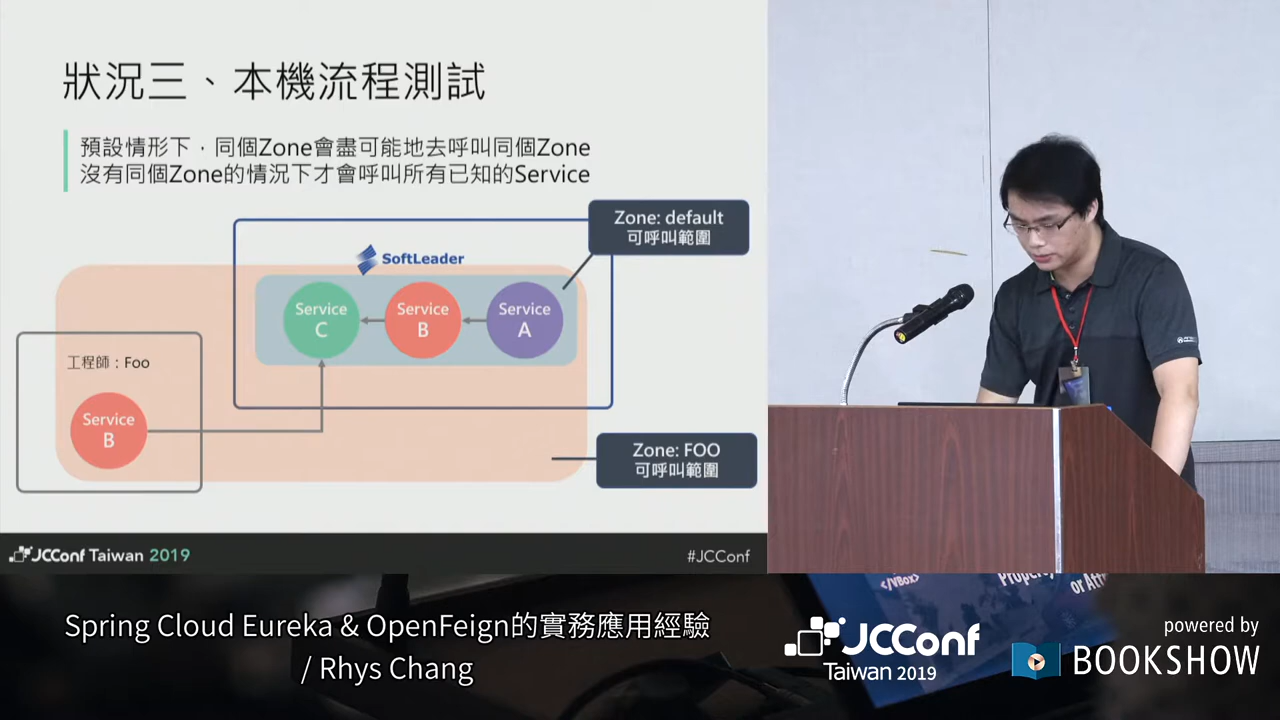 狀況三、本機流程測試
預設情形下，同個Zone會盡可能地去呼叫同個Zone
沒有同個Zone的情況下才會呼叫所有已知的Service
Zone: default
可呼叫範圍
SoftLeader
Service
C
Service
B
Service
A
工程師：Foo
Service
B
Zone: FOO
可呼叫範圍
JCConf Taiwan 2019
#JCConf
</VBox>
Spring Cloud Eureka & OpenFeign的實務應用經驗
/ Rhys Chang
JCConf
Taiwan 2019
powered by
BOOKSHOW